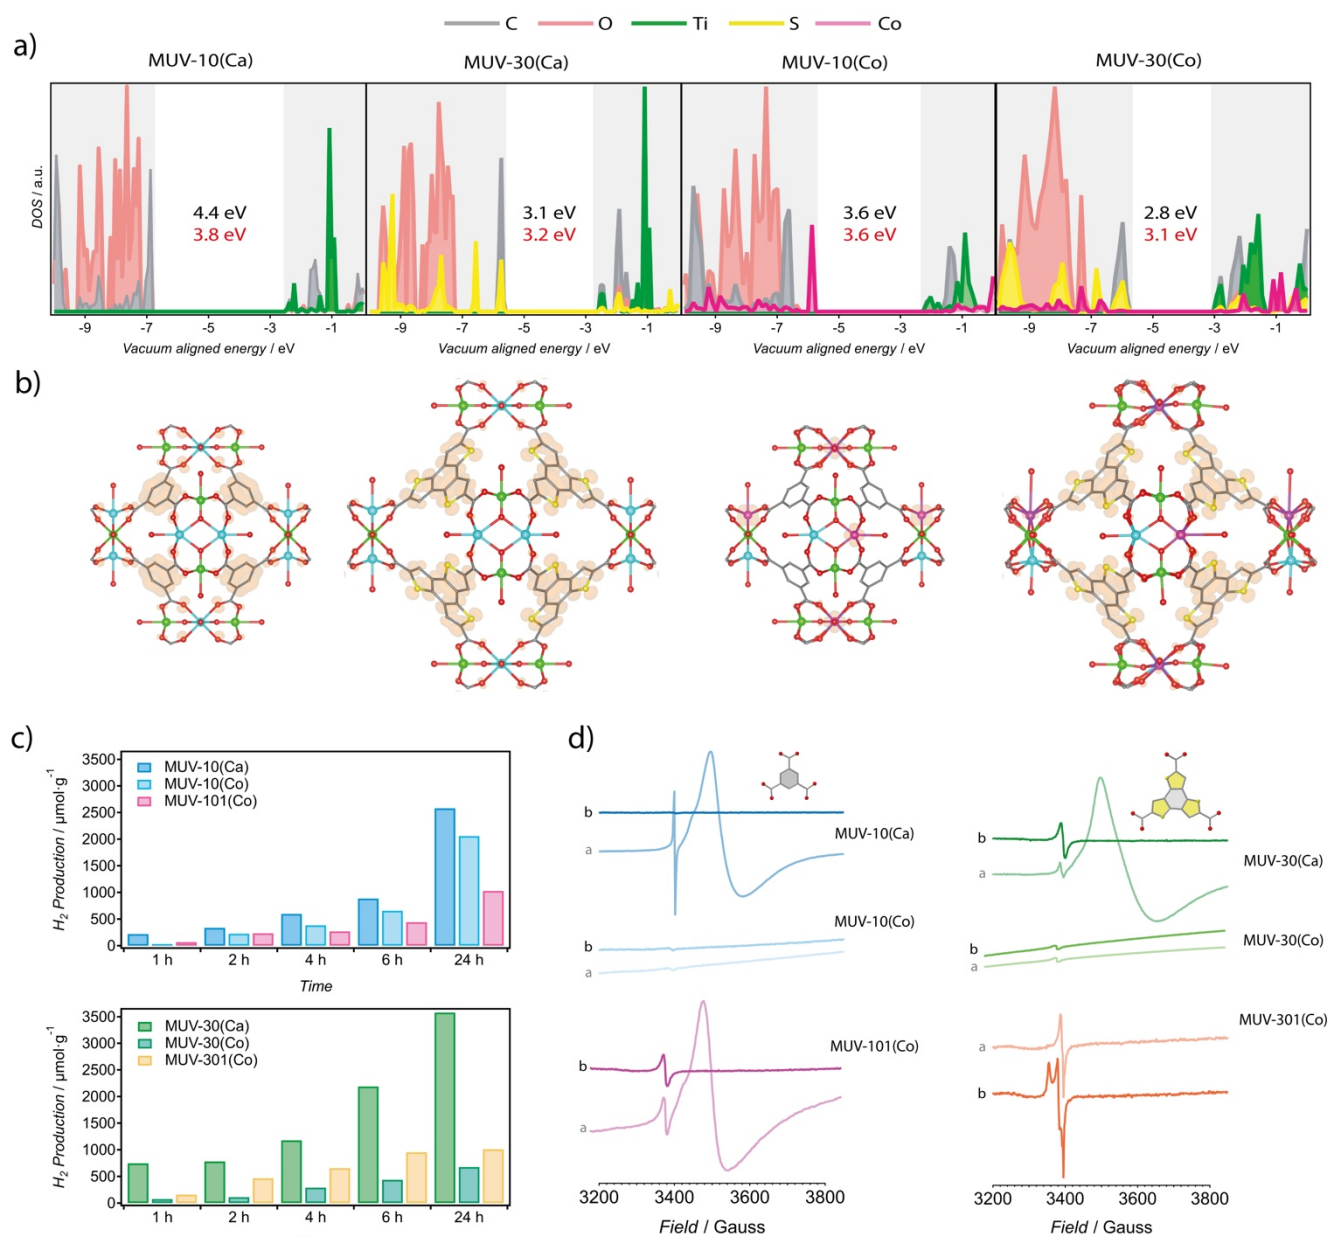 C O Ti S Co
a)
MUV-10(Ca) MUV-30(Ca) MUV-10(Co) MUV-30(Co)
DOS / a.u.
4.4 eV 3.1 eV 3.6 eV 2.8 eV
3.8 eV 3.2 eV 3.6 eV 3.1 eV
-9 -7 -5 -3 -1 -9 -7 -5 -3 -1 -9 -7 -5 -3 -1 -9 -7 -5 -3 -1
Vacuum aligned energy / eV Vacuum aligned energy / eV Vacuum aligned energy / eV Vacuum aligned energy / eV
b)
c)
H2 Production / µmol·g-1
3500
3000
2500
2000
1500
1000
500
0
MUV-10(Ca)
MUV-10(Co)
MUV-101(Co)
1 h 2 h 4 h 6 h 24 h
Time
H2 Production / µmol·g-1
3500
3000
2500
2000
1500
1000
500
0
MUV-30(Ca)
MUV-30(Co)
MUV-301(Co)
1 h 2 h 4 h 6 h 24 h
d)
b
MUV-10(Ca)
a
MUV-10(Co)
b
a
MUV-101(Co)
b
a
3200 3400 3600 3800
Field / Gauss
b
MUV-30(Ca)
a
MUV-30(Co)
b
a
MUV-301(Co)
a
b
3200 3400 3600 3800
Field / Gauss